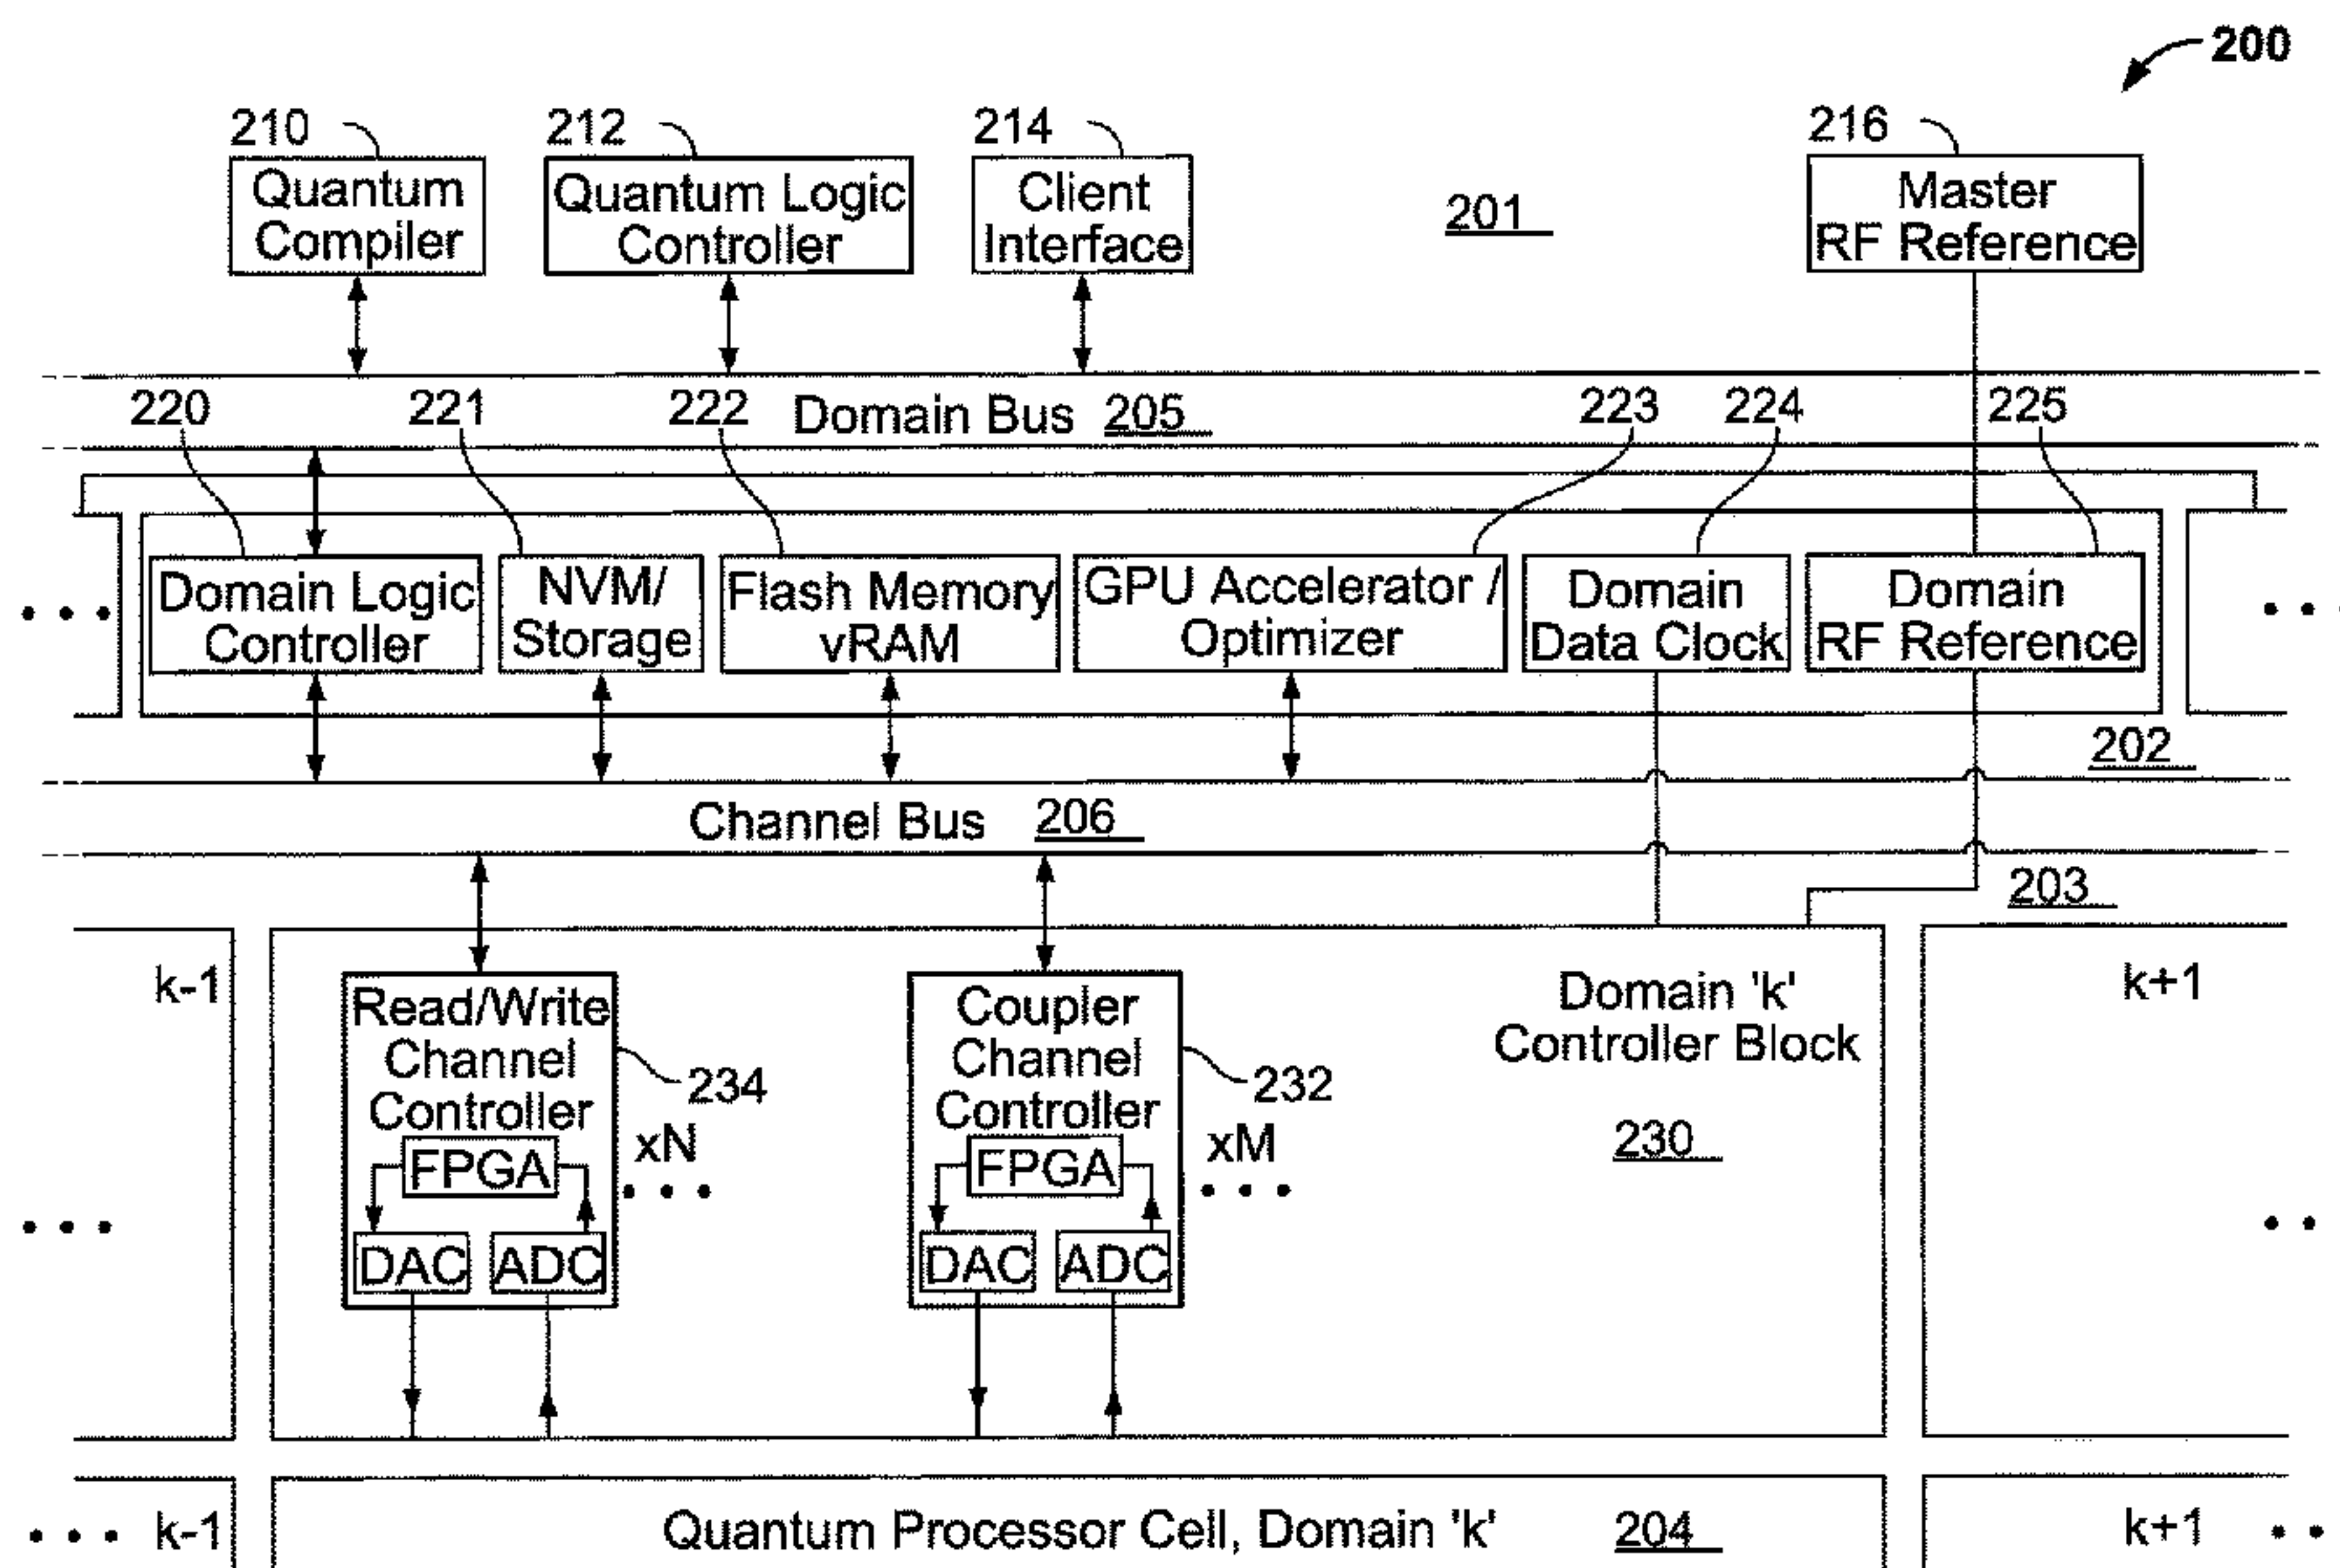 200
210
212
214
216
Quantum
Compiler
Quantum Logic
Controller
Client
Interface
201
Master
RF Reference
220
221
222
Domain Bus 205
223
224
225
Domain Logic
Controller
NVM/
Storage
Flash Memory
vRAM
GPU Accelerator /
Optimizer
Domain
Data Clock
Domain
RF Reference
202
Channel Bus 206
203
k-1
Read/Write
Channel
Controller
234
xN
FPGA
DAC
ADC
Coupler
Channel
Controller
232
xM
FPGA
DAC
ADC
Domain 'k'
Controller Block
230
k+1
k-1
Quantum Processor Cell, Domain 'k' 204
k+1